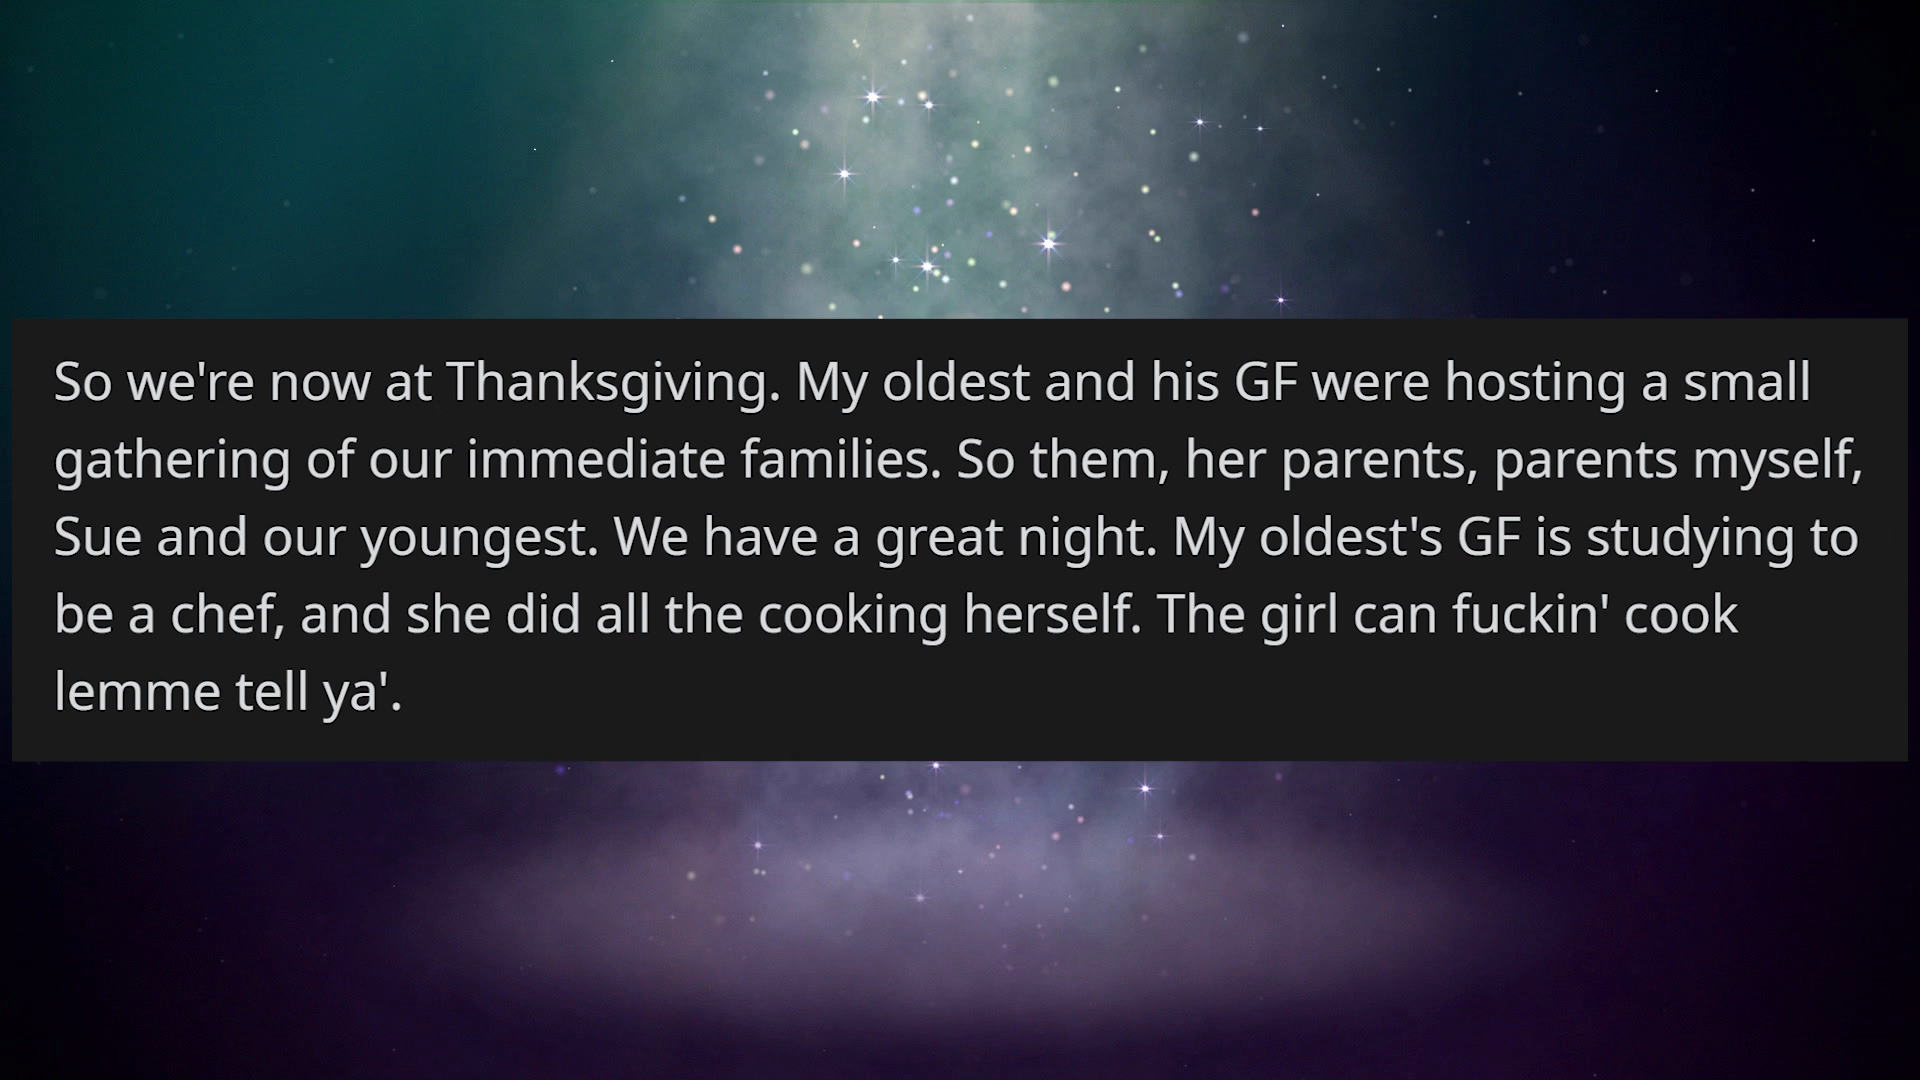 So we're now at Thanksgiving. My oldest and his GF were hosting a small
gathering of our immediate families. So them, her parents, parents myself,
Sue and our youngest. We have a great night. My oldest's GF is studying to
be a chef, and she did all the cooking herself. The girl can fuckin' cook
lemme tell ya'.